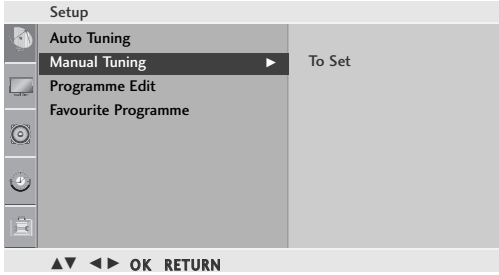 Setup
Auto Tuning
Manual Tuning ► To Set
Programme Edit
Favourite Programme
▲▼ ◄► OK RETURN